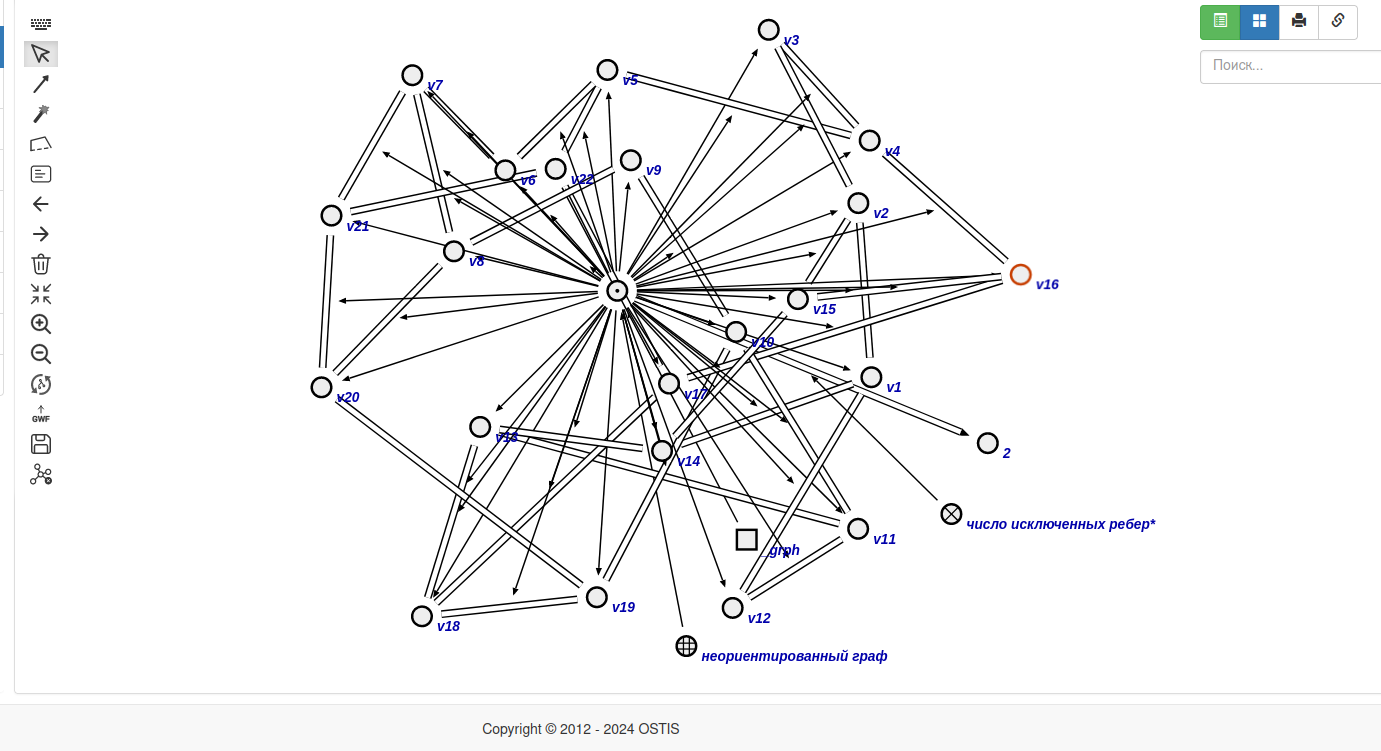 v3
v7
v5
Поиск...
v4
v6
v22
v9
v2
v21
v8
v16
v15
v10
v1
v17
v20
GWF
v13
v14
2
число исключенных ребер*
v11
_grph
v19
v12
v18
неориентированный граф
Copyright © 2012 - 2024 OSTIS